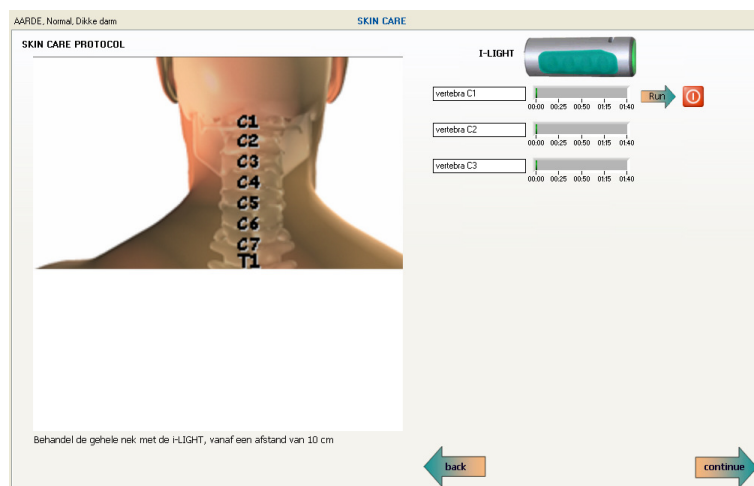 AARDE, Normal, Dikke darm
SKIN CARE
SKIN CARE PROTOCOL
C1
C2
C3
C4
C5
C6
C7
T1
Behandel de gehele nek met de i-LIGHT, vanaf een afstand van 10 cm
I-LIGHT
vertebra C1
00:00 00:25 00:50 01:15 01:40
Run
vertebra C2
00:00 00:25 00:50 01:15 01:40
vertebra C3
00:00 00:25 00:50 01:15 01:40
back
continue